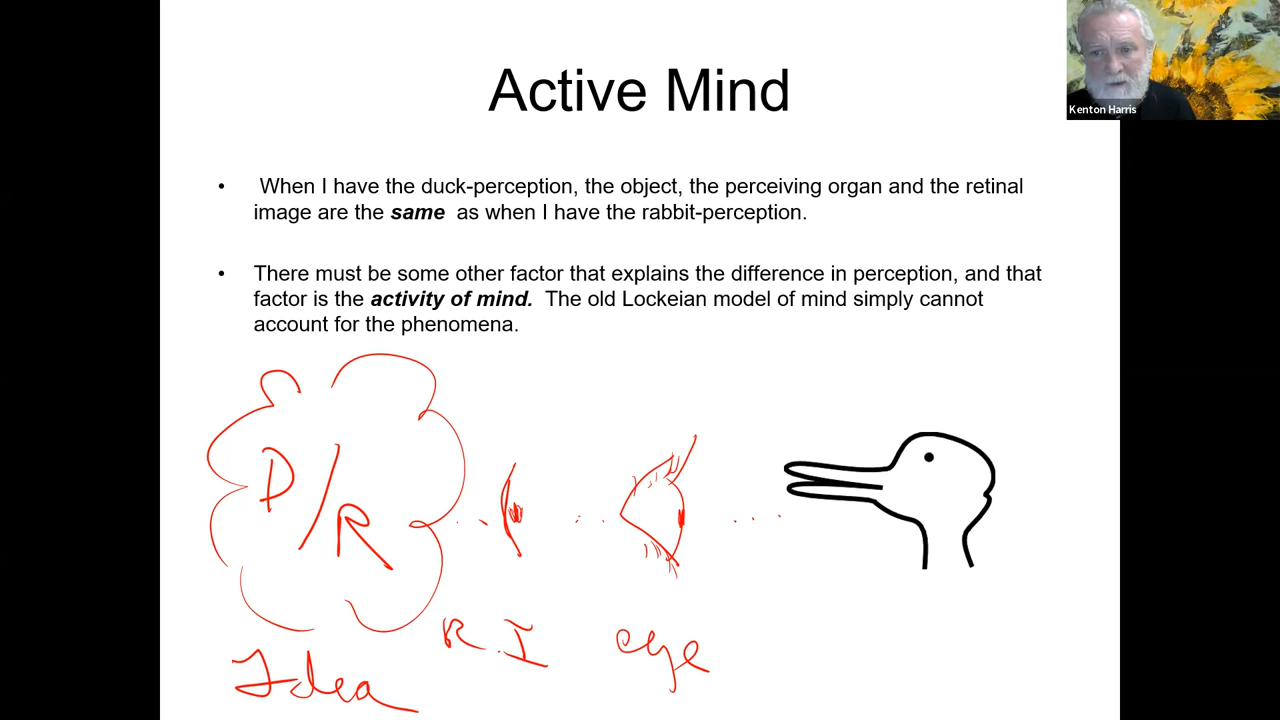 Active Mind
Kenton Harris
• When I have the duck-perception, the object, the perceiving organ and the retinal
image are the same as when I have the rabbit-perception.
• There must be some other factor that explains the difference in perception, and that
factor is the activity of mind. The old Lockeian model of mind simply cannot
account for the phenomena.
D/R
Idea
R.I
eye